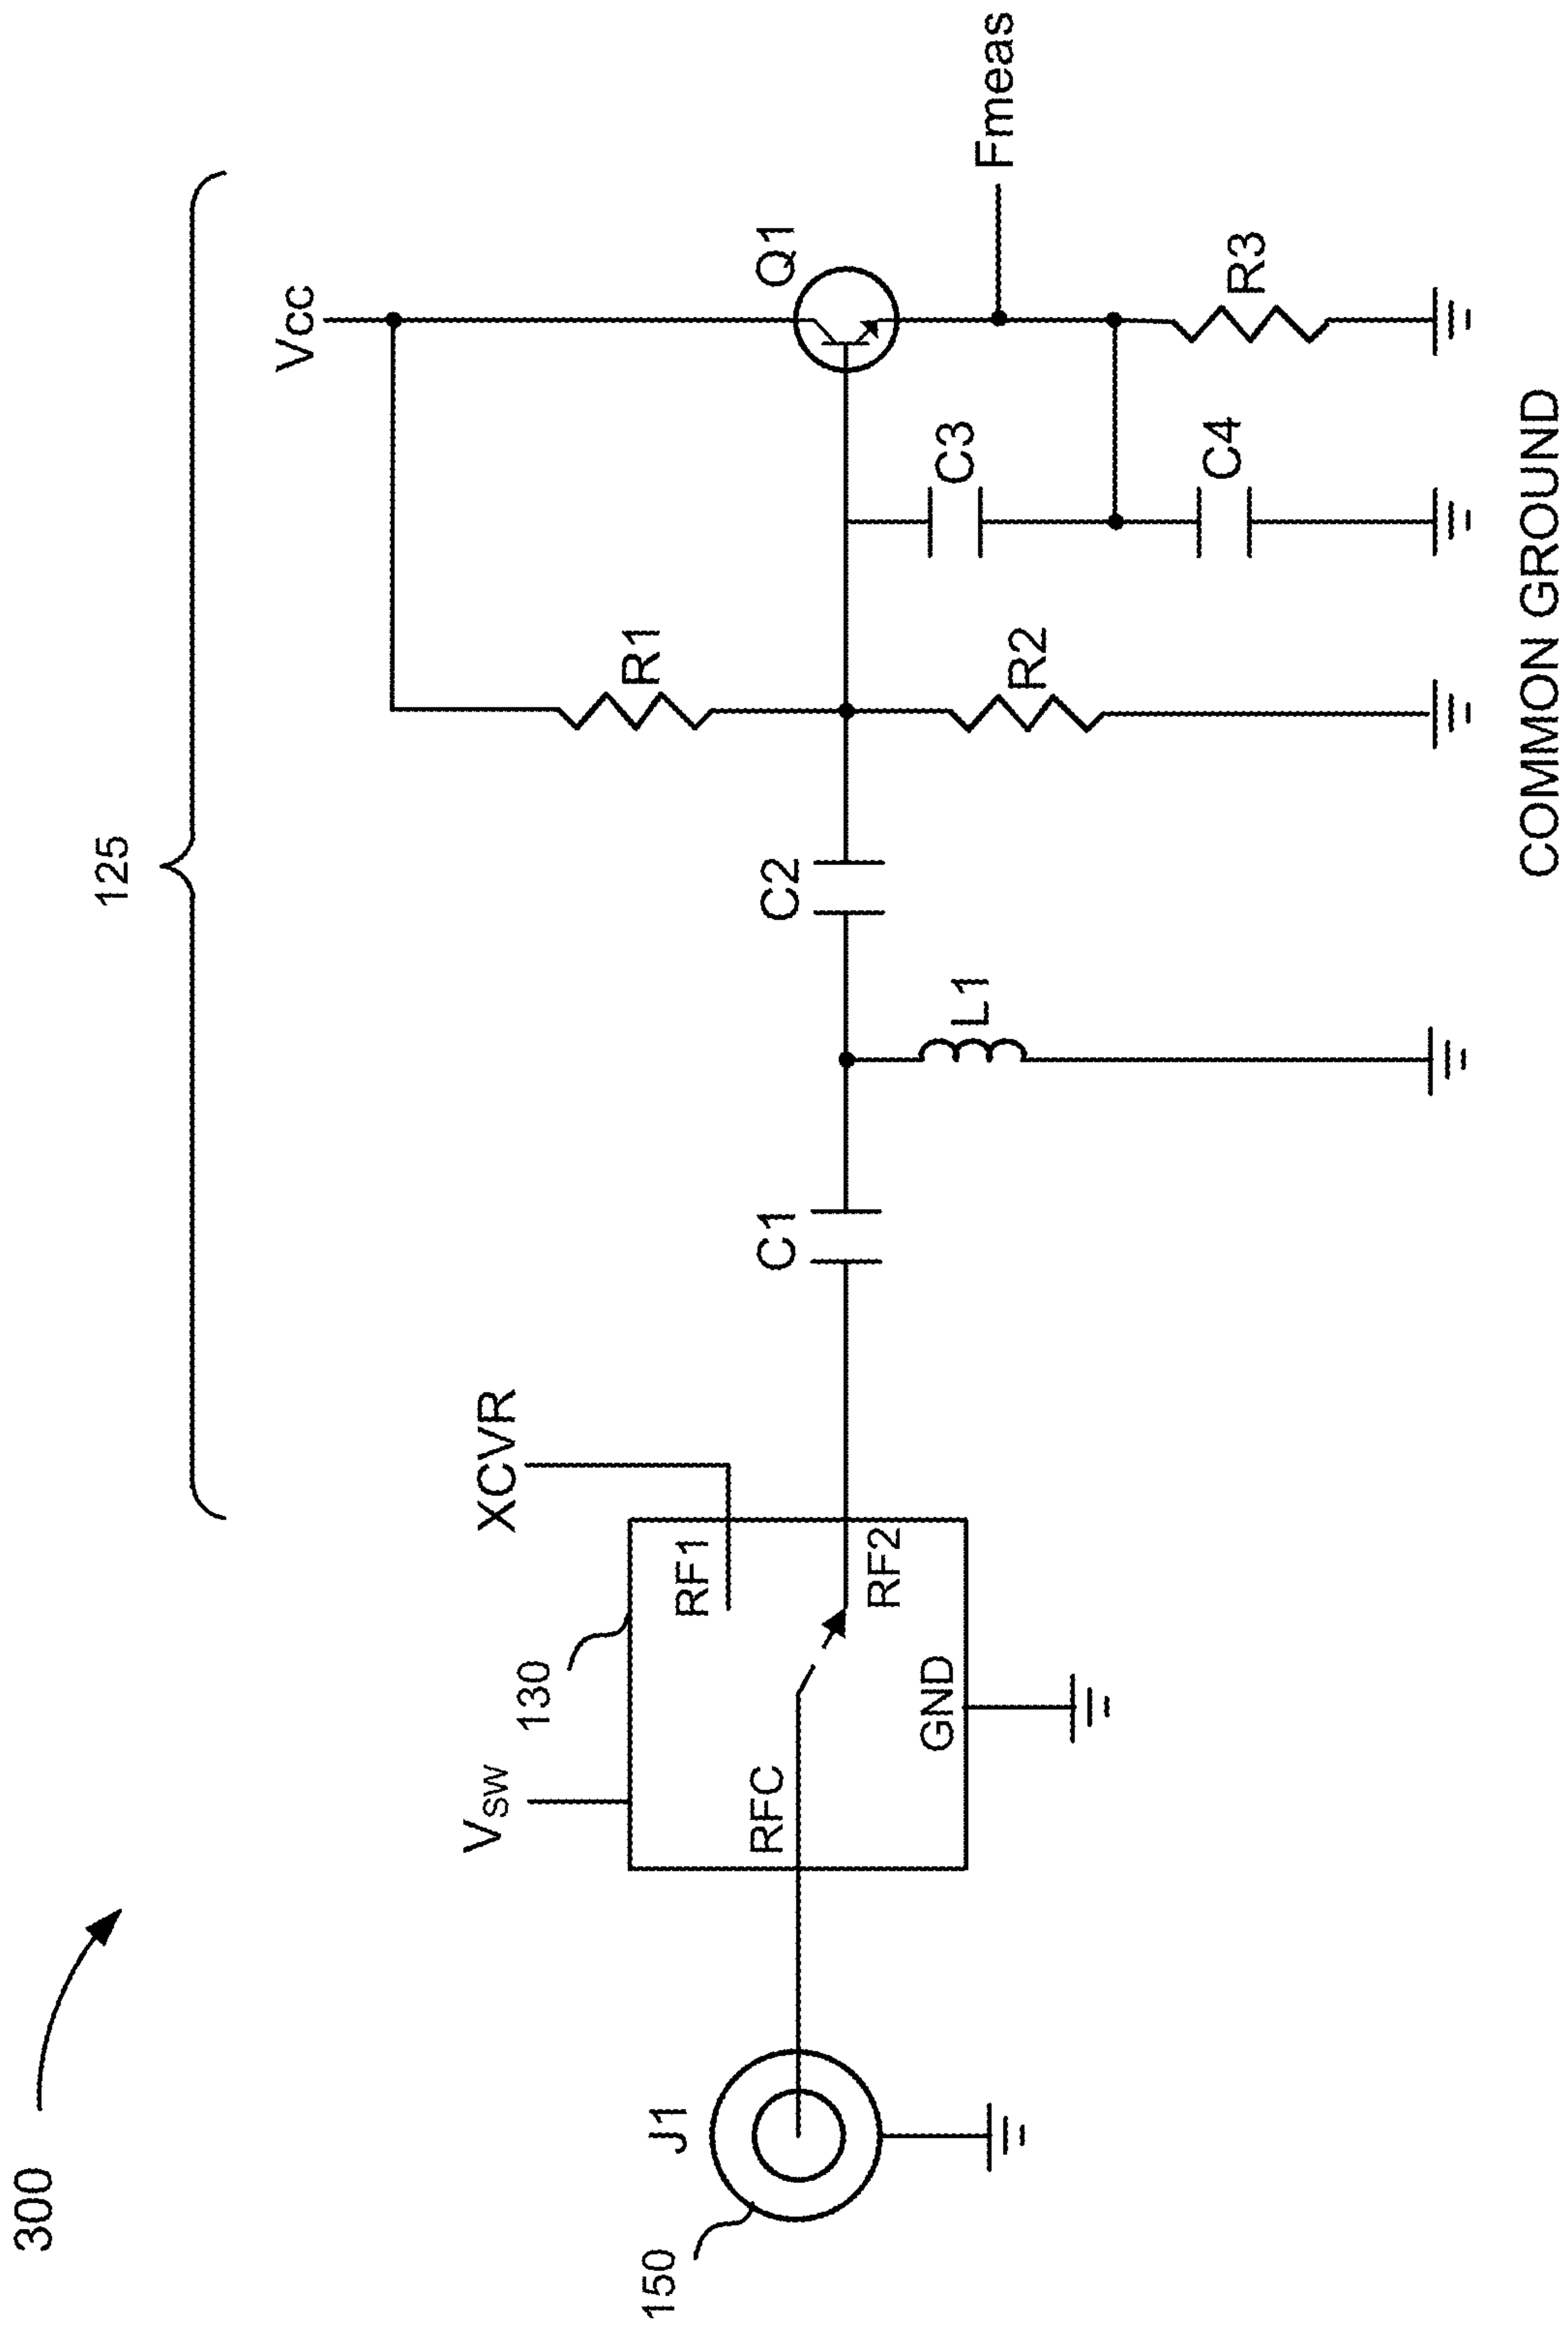 300
125
Vcc
Q1
Fmeas
R1
C3
C4
R3
R2
C2
L1
C1
XCVR
RF1
RF2
130
VSW
RFC
GND
J1
150
COMMON GROUND